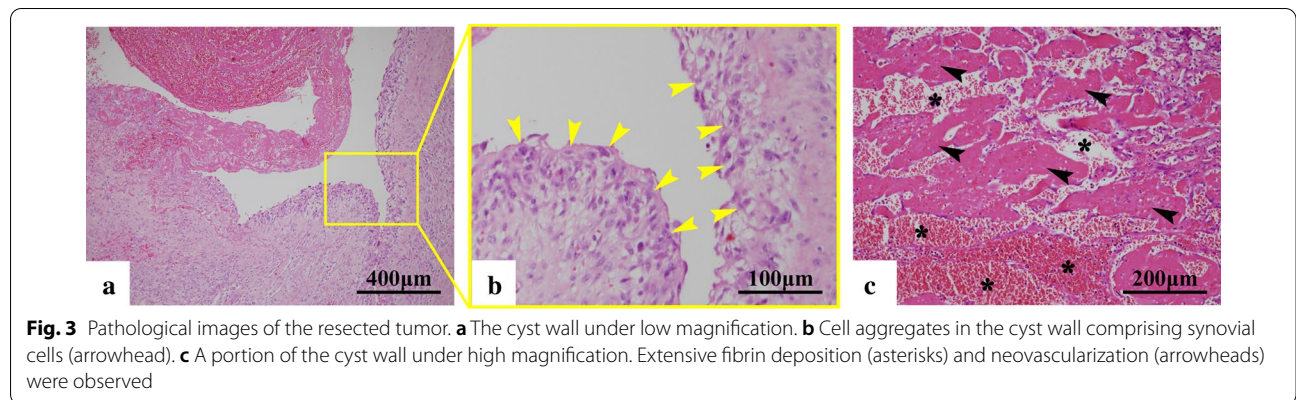 a
400μm
b
100μm
c
200μm
*
*
*
*
*
Fig. 3 Pathological images of the resected tumor. a The cyst wall under low magnification. b Cell aggregates in the cyst wall comprising synovial
cells (arrowhead). c A portion of the cyst wall under high magnification. Extensive fibrin deposition (asterisks) and neovascularization (arrowheads)
were observed